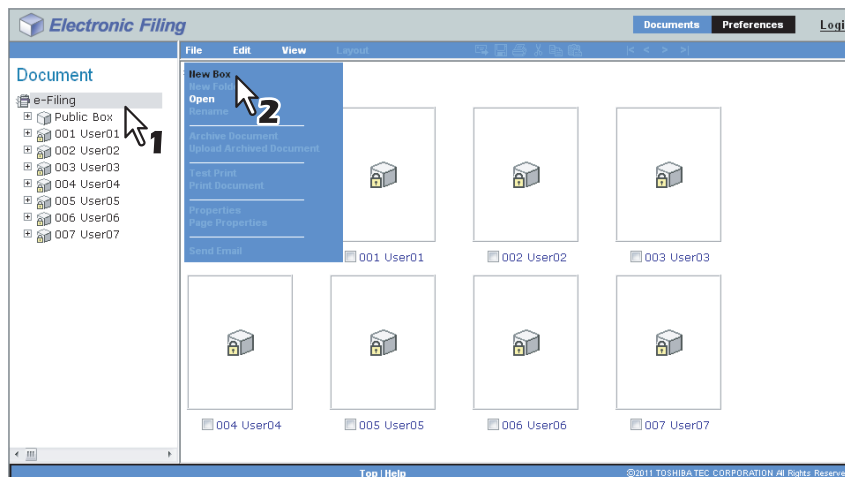 Electronic Filing
Documents Preferences Logi
File Edit View Layout
Document
e-Filing
Public Box
001 User01
002 User02
003 User03
004 User04
005 User05
006 User06
007 User07
1
New Box
New Fold
Open
Rename
2
Archive Document
Upload Archived Document
Test Print
Print Document
Properties
Page Properties
Send Email
001 User01 002 User02 003 User03
004 User04 005 User05 006 User06 007 User07
Top | Help
©2011 TOSHIBA TEC CORPORATION All Rights Reserve